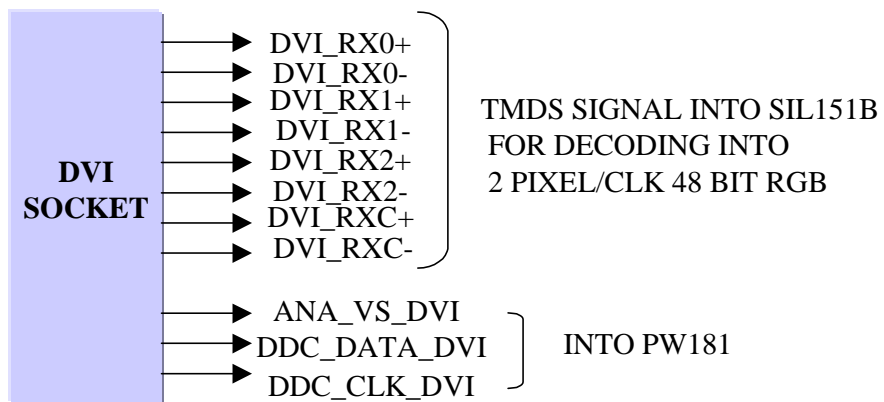 DVI
SOCKET
DVI_RX0+
DVI_RX0-
DVI_RX1+
DVI_RX1-
DVI_RX2+
DVI_RX2-
DVI_RXC+
DVI_RXC-
TMDS SIGNAL INTO SIL151B
FOR DECODING INTO
2 PIXEL/CLK 48 BIT RGB
ANA_VS_DVI
DDC_DATA_DVI
DDC_CLK_DVI
INTO PW181